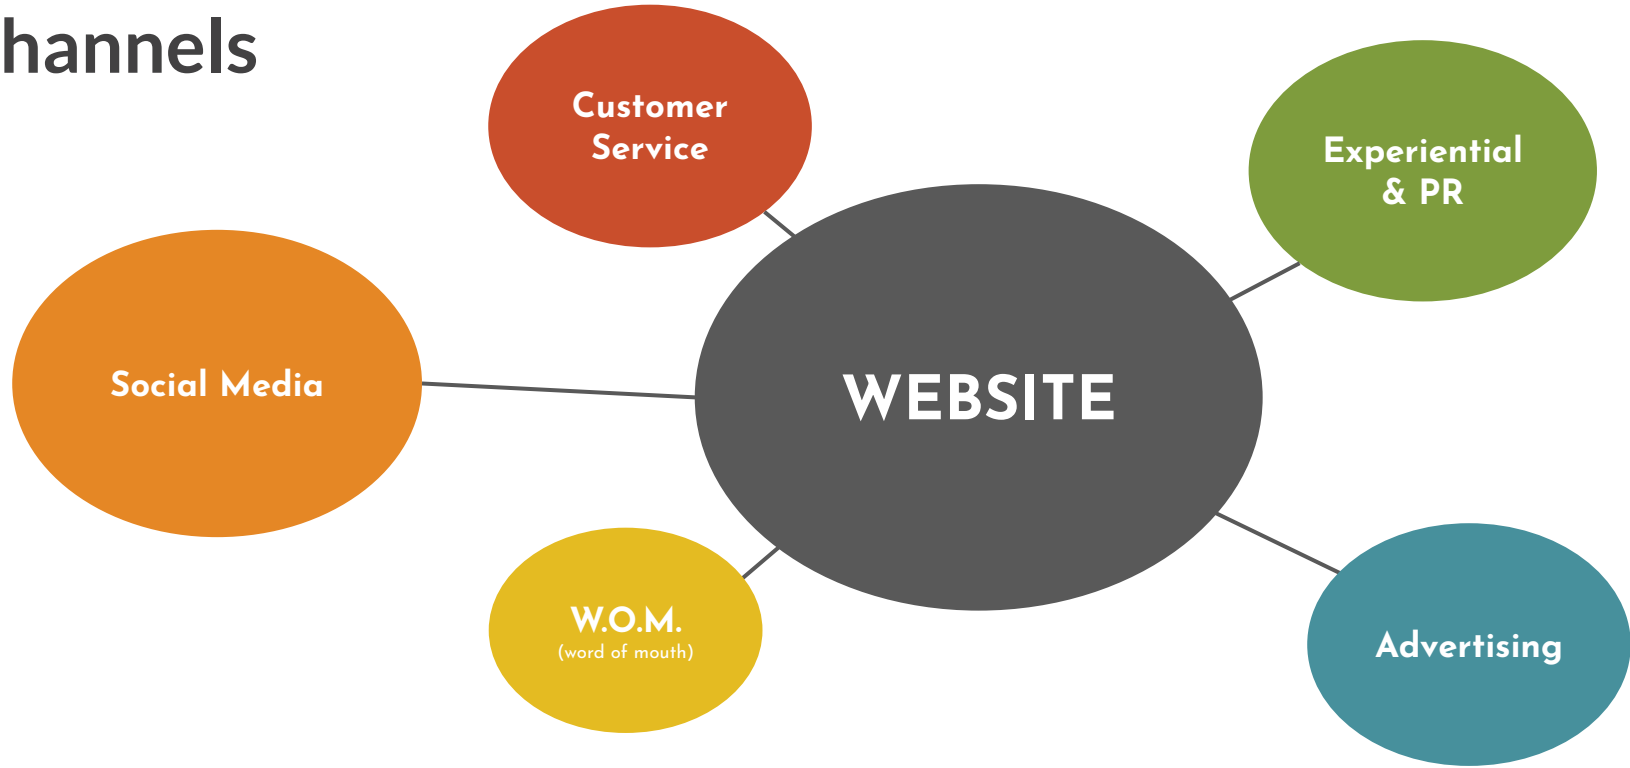 hannels
Customer
Service
Experiential
& PR
Social Media
WEBSITE
W.O.M.
(word of mouth)
Advertising